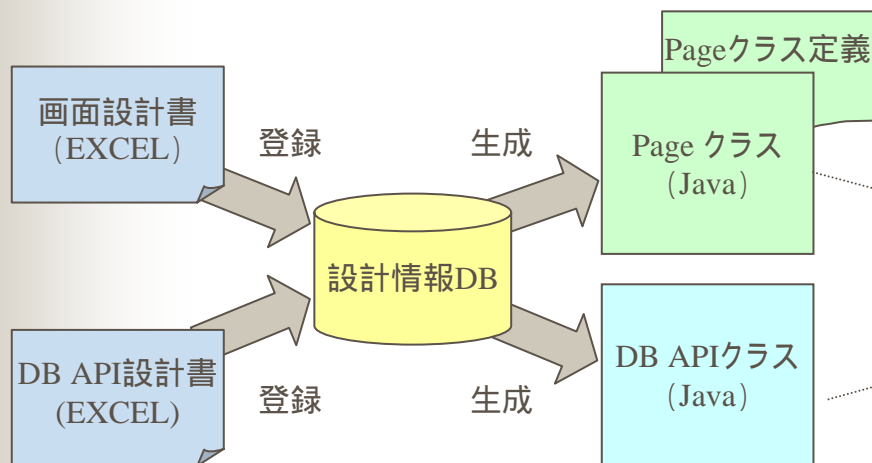 Pageクラス定義
画面設計書
(EXCEL)
登録
生成
Page クラス
(Java)
設計情報DB
DB API設計書
(EXCEL)
登録
生成
DB APIクラス
(Java)